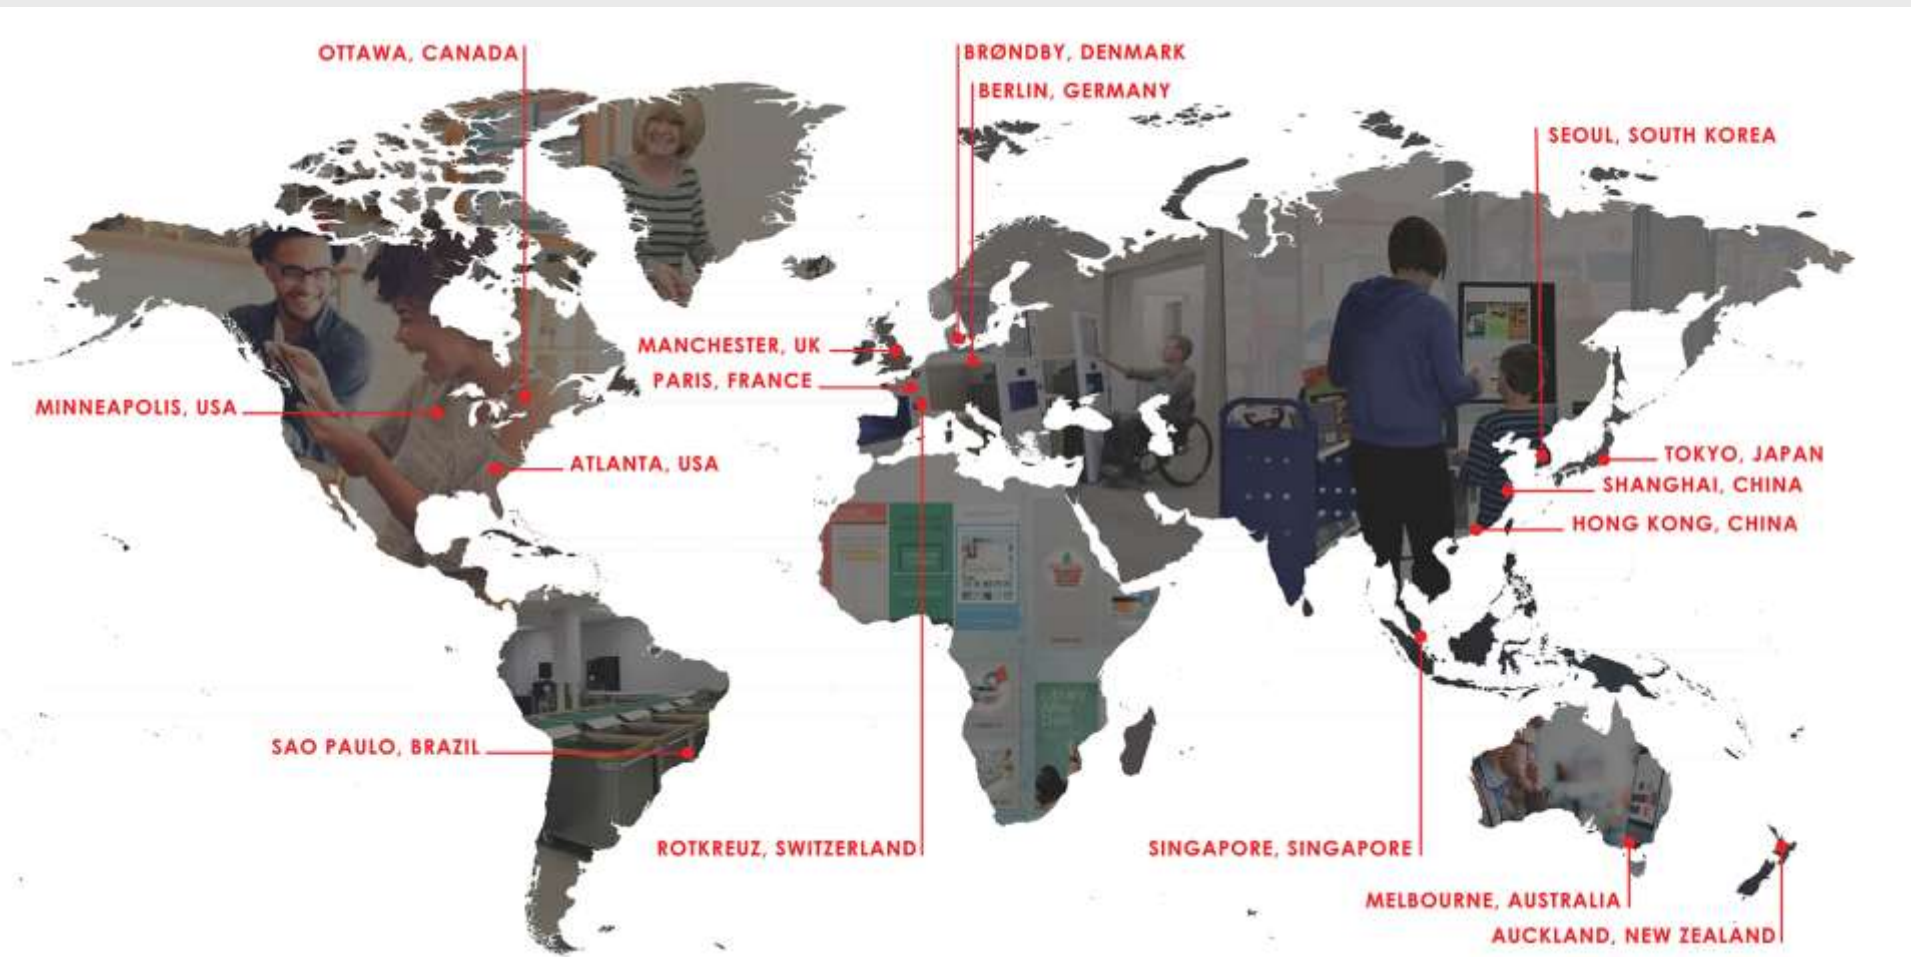 OTTAWA, CANADA
BRØNDBY, DENMARK
BERLIN, GERMANY
SEOUL, SOUTH KOREA
MANCHESTER, UK
PARIS, FRANCE
MINNEAPOLIS, USA
ATLANTA, USA
TOKYO, JAPAN
SHANGHAI, CHINA
HONG KONG, CHINA
SAO PAULO, BRAZIL
ROTKREUZ, SWITZERLAND
SINGAPORE, SINGAPORE
MELBOURNE, AUSTRALIA
AUCKLAND, NEW ZEALAND